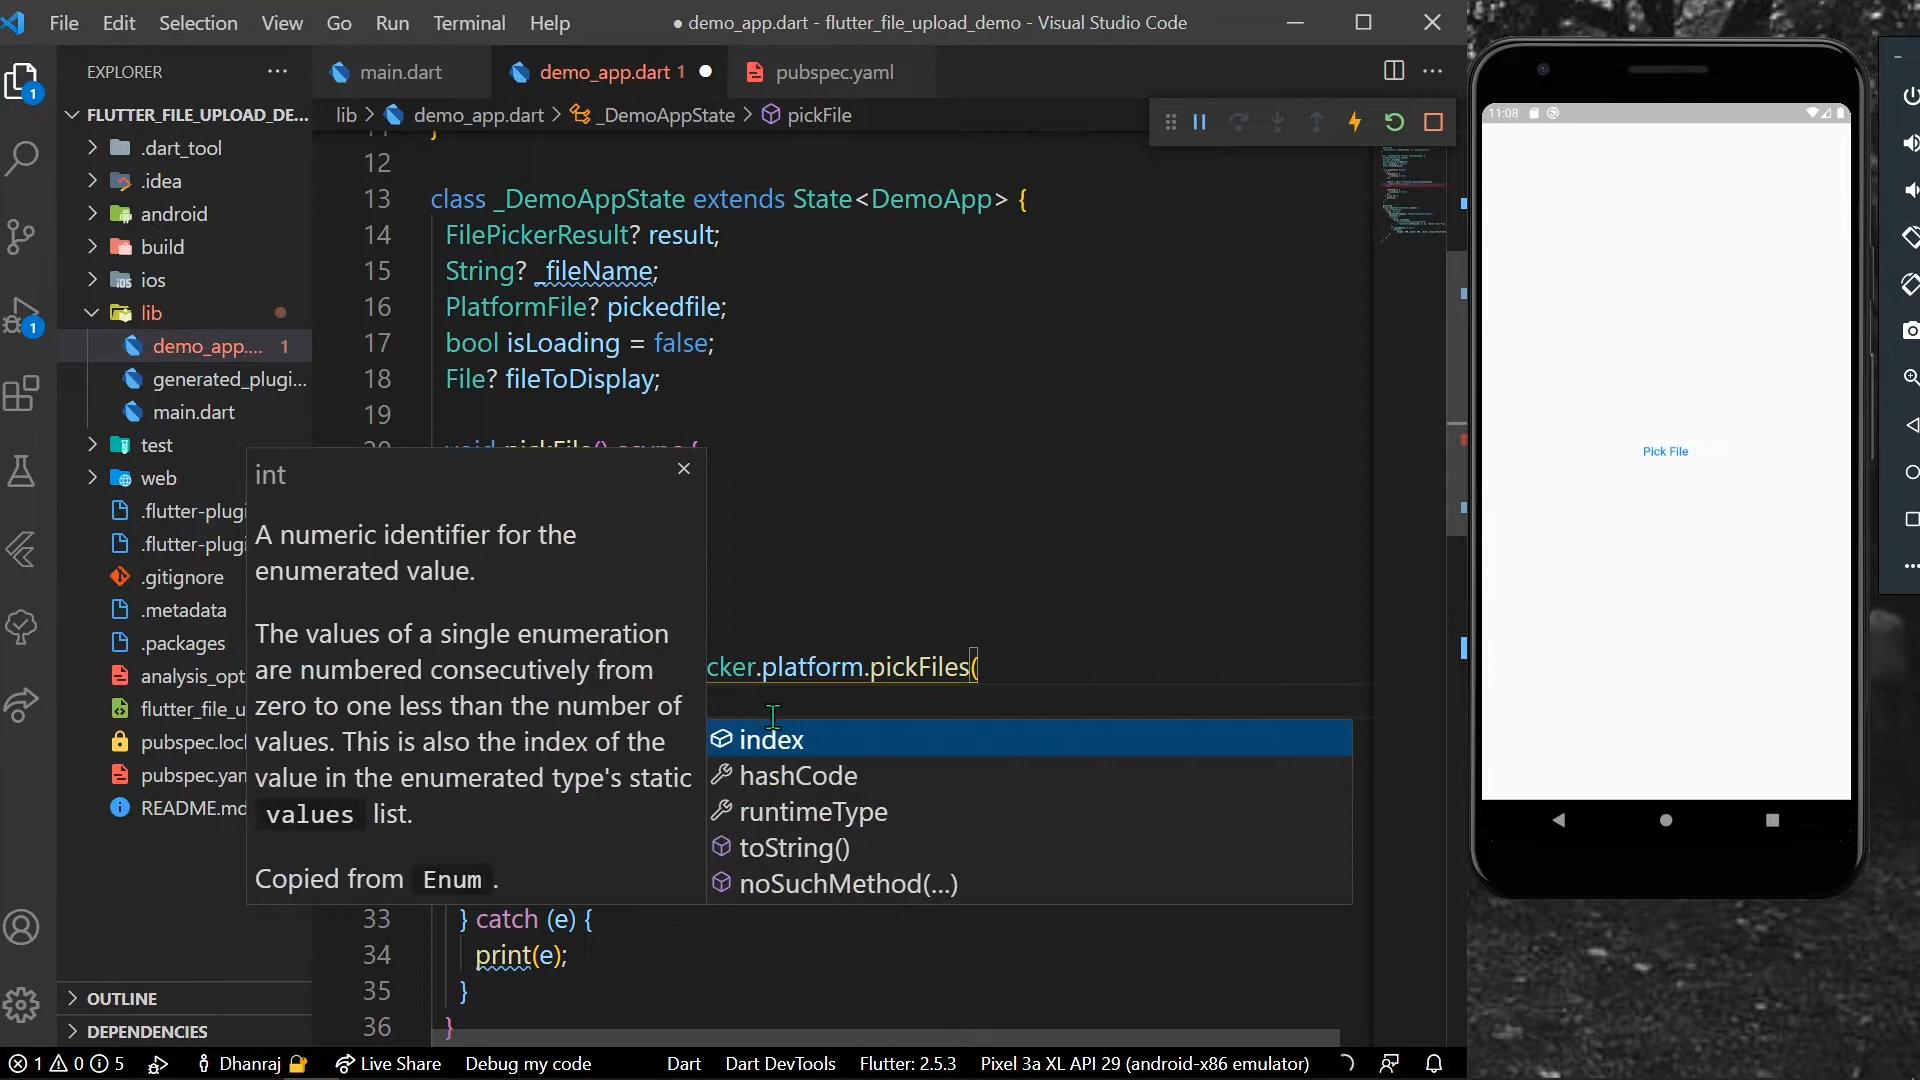 File Edit Selection View Go Run Terminal Help
● demo_app.dart - flutter_file_upload_demo - Visual Studio Code
EXPLORER
main.dart
demo_app.dart 1
pubspec.yaml
1
FLUTTER_FILE_UPLOAD_DE...
lib > demo_app.dart > _DemoAppState > pickFile
.dart_tool
.idea
android
build
ios
lib
demo_app.... 1
generated_plugi...
main.dart
test
web
.flutter-plugi
.flutter-plugi
.gitignore
.metadata
.packages
analysis_opt
flutter_file_u
pubspec.loc
pubspec.yam
README.md
OUTLINE
DEPENDENCIES
1
12
13 class _DemoAppState extends State<DemoApp> {
14 FilePickerResult? result;
15 String? _fileName;
16 PlatformFile? pickedfile;
17 bool isLoading = false;
18 File? fileToDisplay;
19
20 void pickFile() async {
cker.platform.pickFiles(
int
A numeric identifier for the
enumerated value.
The values of a single enumeration
are numbered consecutively from
zero to one less than the number of
values. This is also the index of the
value in the enumerated type's static
values list.
Copied from Enum .
index
hashCode
runtimeType
toString()
noSuchMethod(...)
33 } catch (e) {
34 print(e);
35 }
36 }
11:08
Pick File
1 0 5 Dhanraj Live Share Debug my code Dart Dart DevTools Flutter: 2.5.3 Pixel 3a XL API 29 (android-x86 emulator)